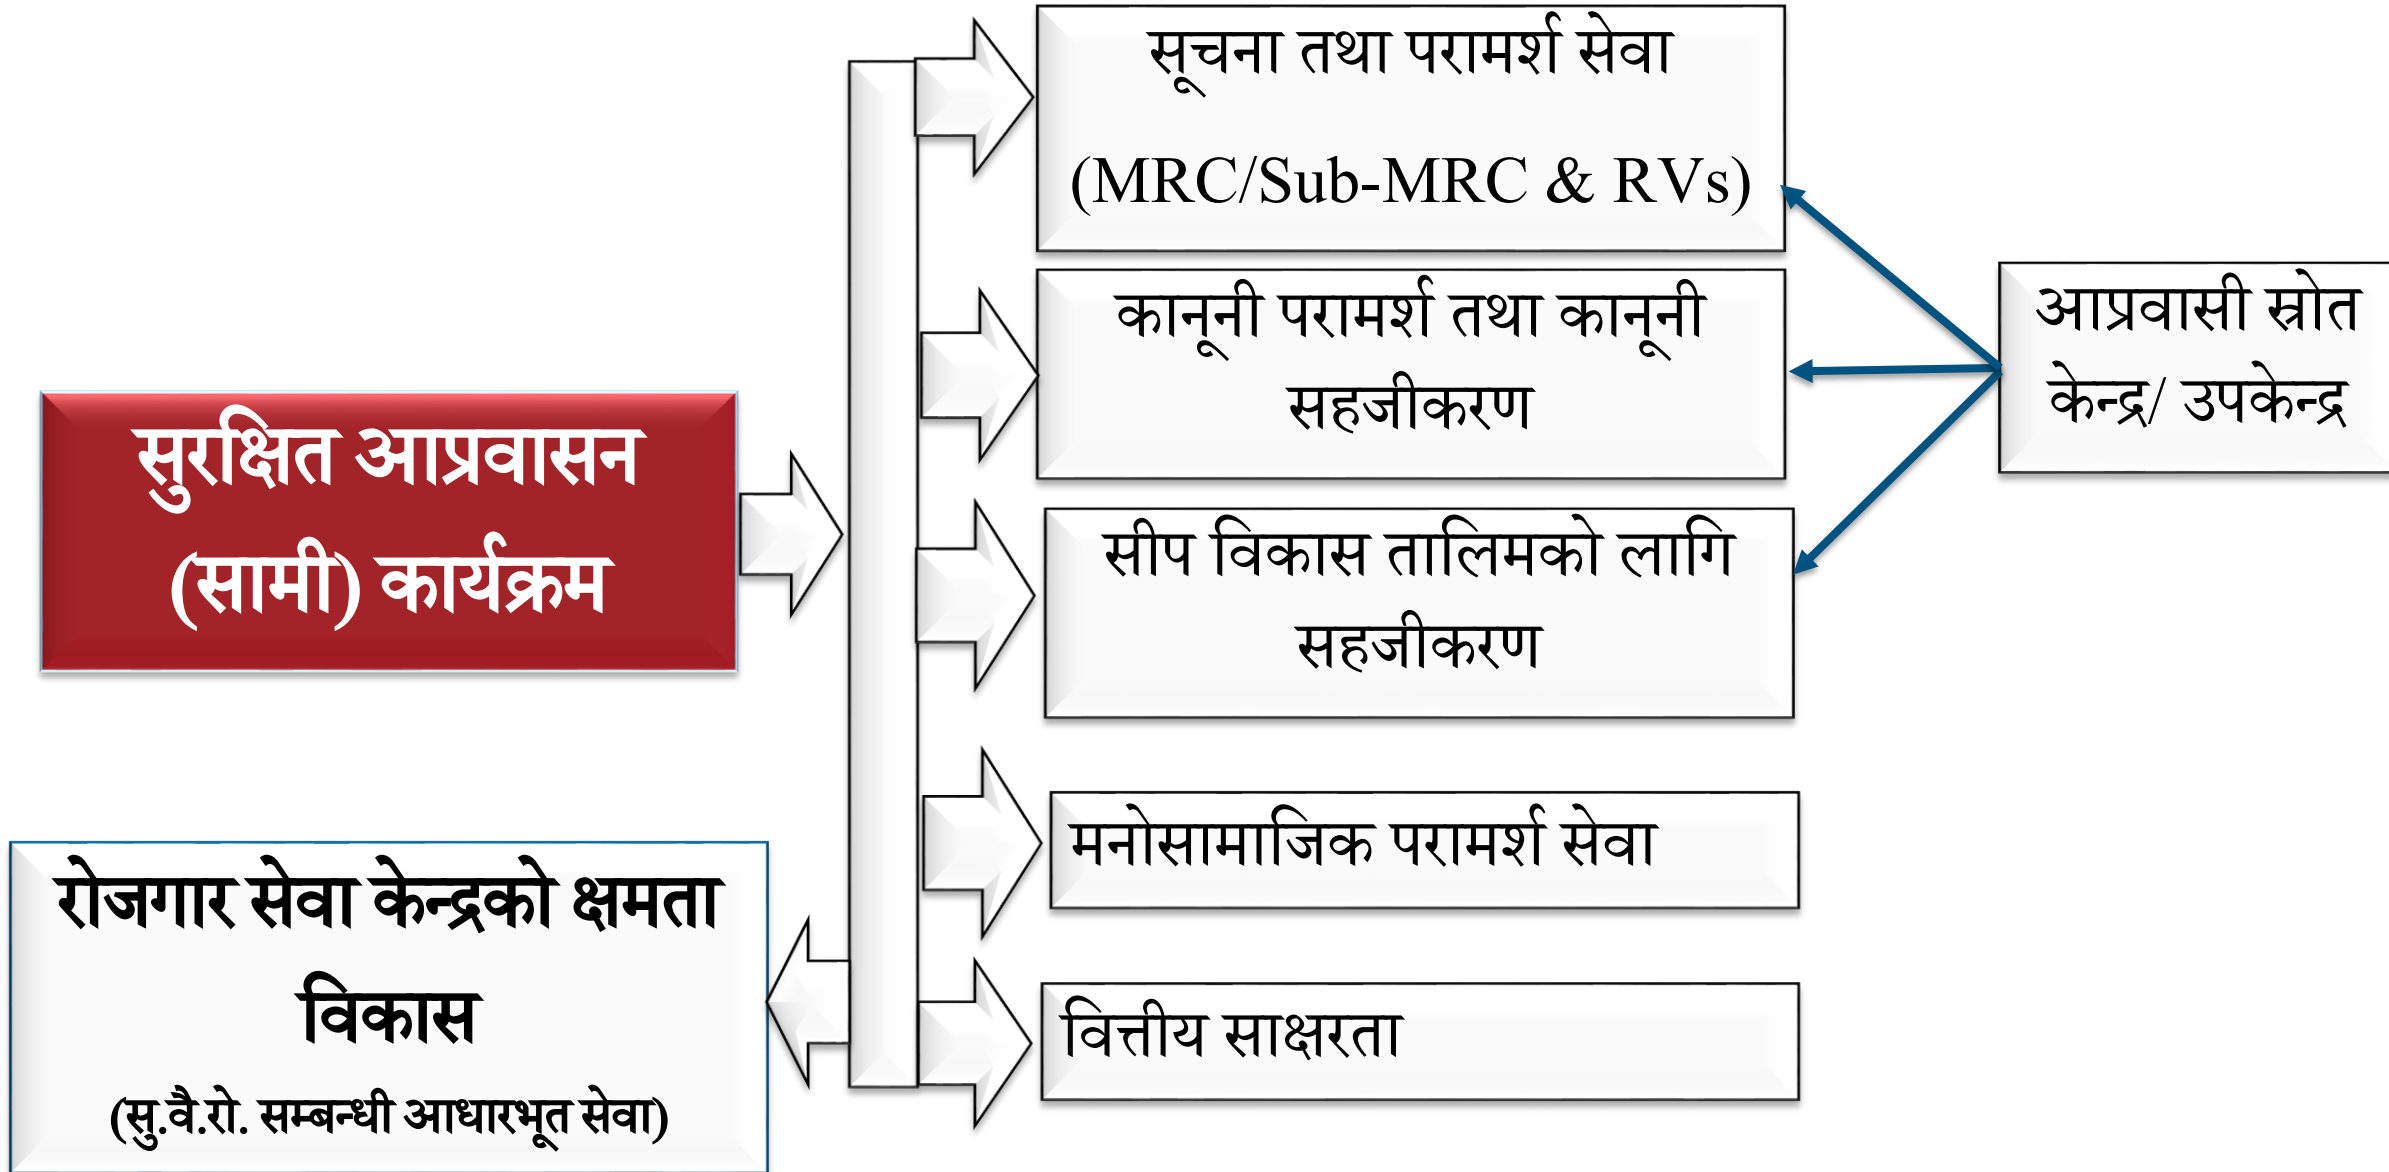 सूचना तथा परामर्श सेवा
(MRC/Sub-MRC & RVs)
कानूनी परामर्श तथा कानूनी
सहजीकरण
आप्रवासी स्रोत
केन्द्र/ उपकेन्द्र
सुरक्षित आप्रवासन
(सामी) कार्यक्रम
सीप विकास तालिमको लागि
सहजीकरण
मनोसामाजिक परामर्श सेवा
रोजगार सेवा केन्द्रको क्षमता
विकास
(सु.वै.रो. सम्बन्धी आधारभूत सेवा)
वित्तीय साक्षरता